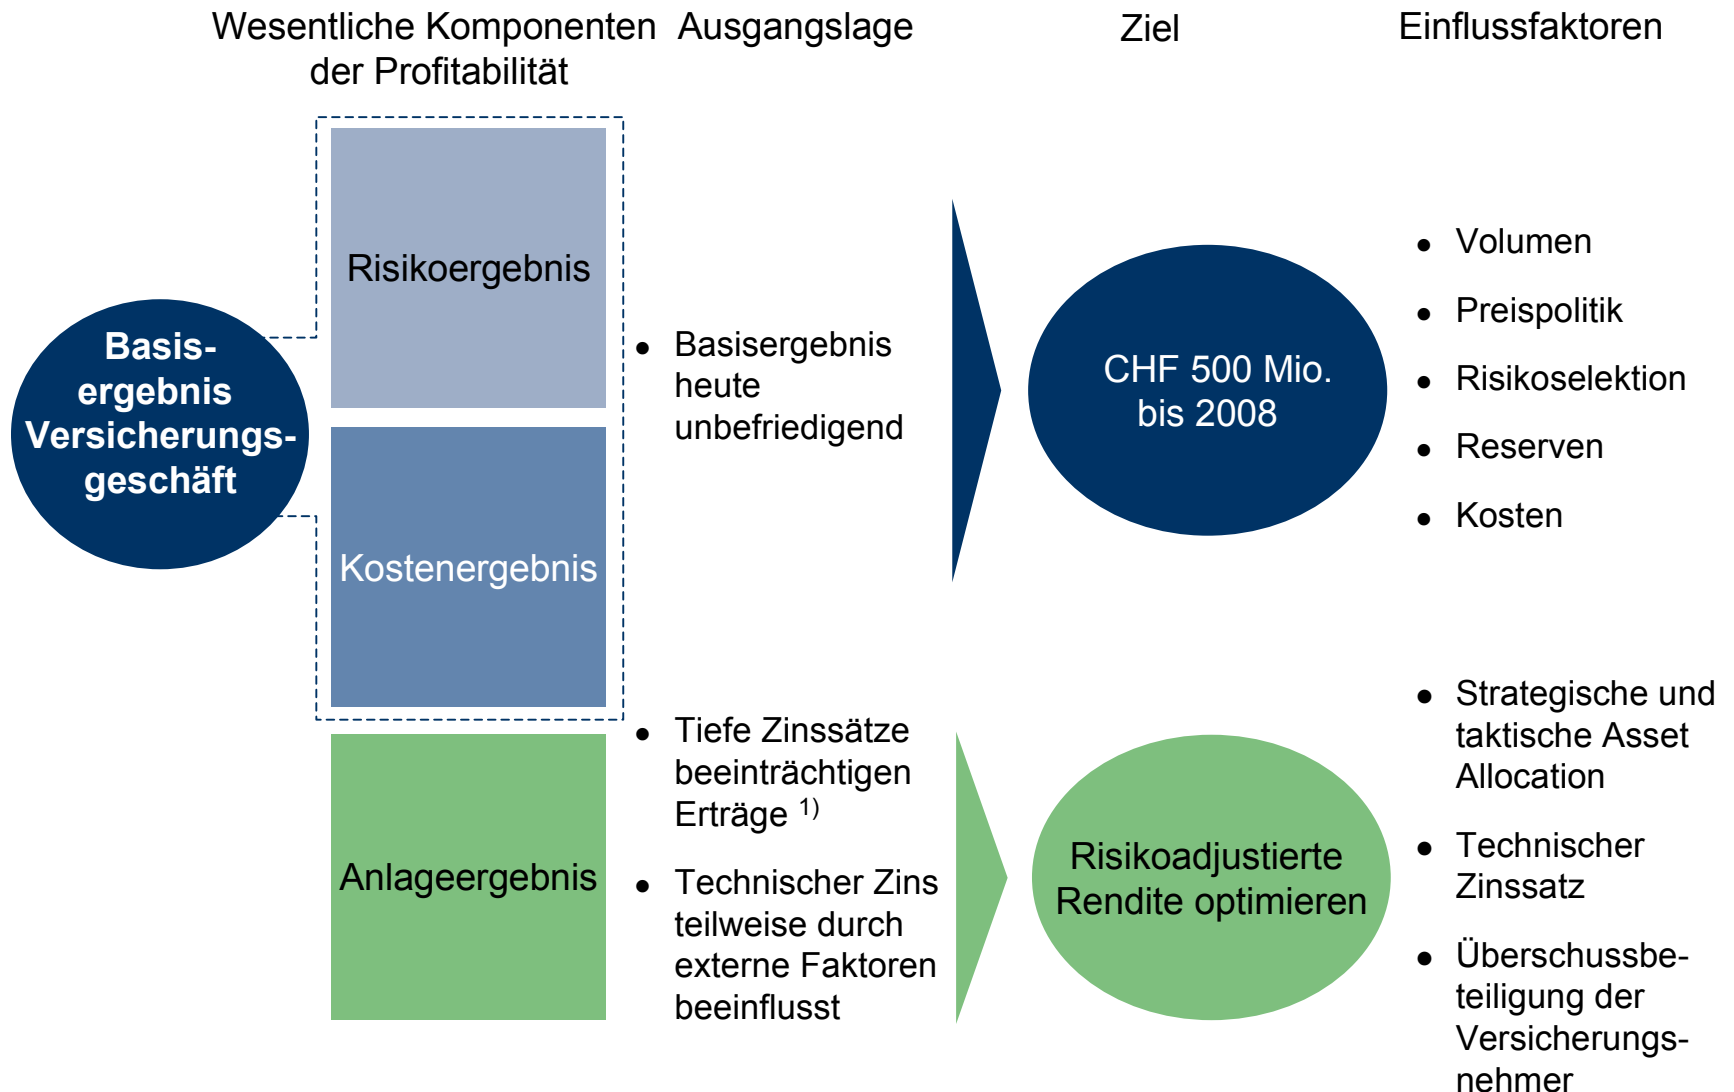 Wesentliche Komponenten
der Profitabilität
Ausgangslage
Ziel
Einflussfaktoren
Basis-
ergebnis
Versicherungs-
geschäft
Risikoergebnis
Kostenergebnis
• Basisergebnis
heute
unbefriedigend
CHF 500 Mio.
bis 2008
• Volumen
• Preispolitik
• Risikoselektion
• Reserven
• Kosten
Anlageergebnis
• Tiefe Zinssätze
beeinträchtigen
Erträge 1)
• Technischer Zins
teilweise durch
externe Faktoren
beeinflusst
Risikoadjustierte
Rendite optimieren
• Strategische und
taktische Asset
Allocation
• Technischer
Zinssatz
• Überschussbe-
teiligung der
Versicherungs-
nehmer